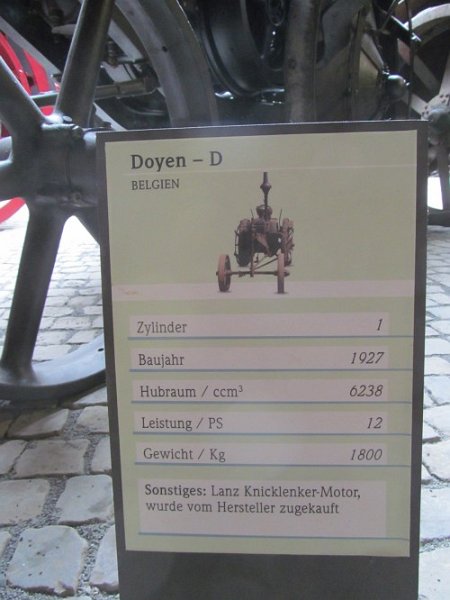 Doyen – D
BELGIEN
Zylinder 1
Baujahr 1927
Hubraum / ccm³ 6238
Leistung / PS 12
Gewicht / Kg 1800
Sonstiges: Lanz Knicklenker-Motor,
wurde vom Hersteller zugekauft